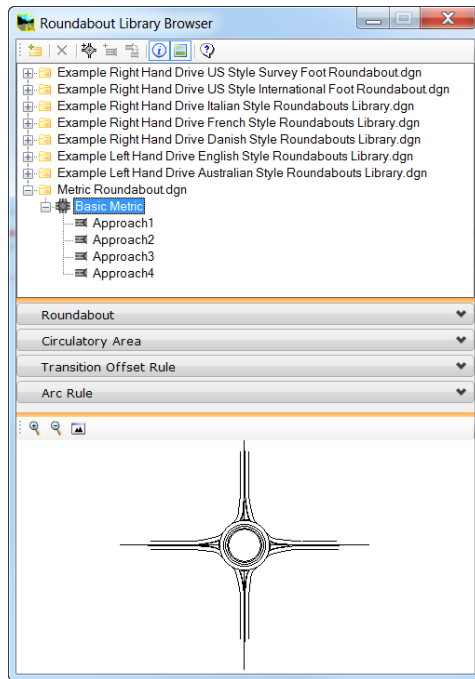 Roundabout Library Browser
Example Right Hand Drive US Style Survey Foot Roundabout.dgn
Example Right Hand Drive US Style International Foot Roundabout.dgn
Example Right Hand Drive Italian Style Roundabouts Library.dgn
Example Right Hand Drive French Style Roundabouts Library.dgn
Example Right Hand Drive Danish Style Roundabouts Library.dgn
Example Left Hand Drive English Style Roundabouts Library.dgn
Example Left Hand Drive Australian Style Roundabouts Library.dgn
Metric Roundabout.dgn
Basic Metric
Approach1
Approach2
Approach3
Approach4
Roundabout
Circulatory Area
Transition Offset Rule
Arc Rule